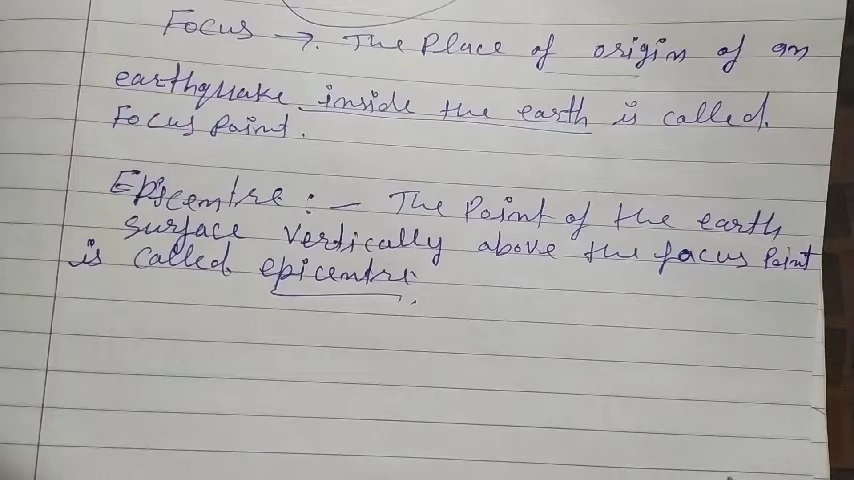 Focus →. The Place of origin of an
earthquake inside the earth is called.
Focus Point.
Epicentre :- The Point of the earth
surface vertically above the focus Point
is called epicentre.